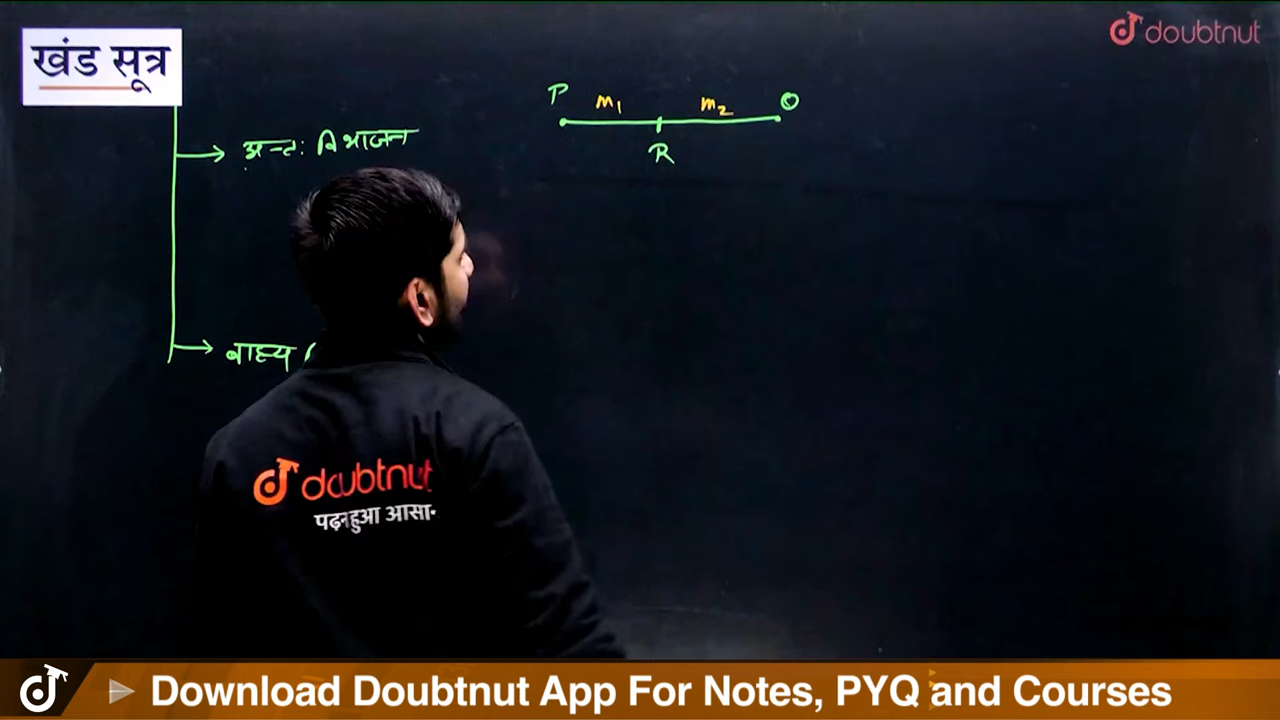 खंड सूत्र
doubtnut
P m₁ m₂ Q
R
→ अन्तः विभाजन
→ बाह्य
doubtnut
पढ़ना हुआ आसान
Download Doubtnut App For Notes, PYQ and Courses